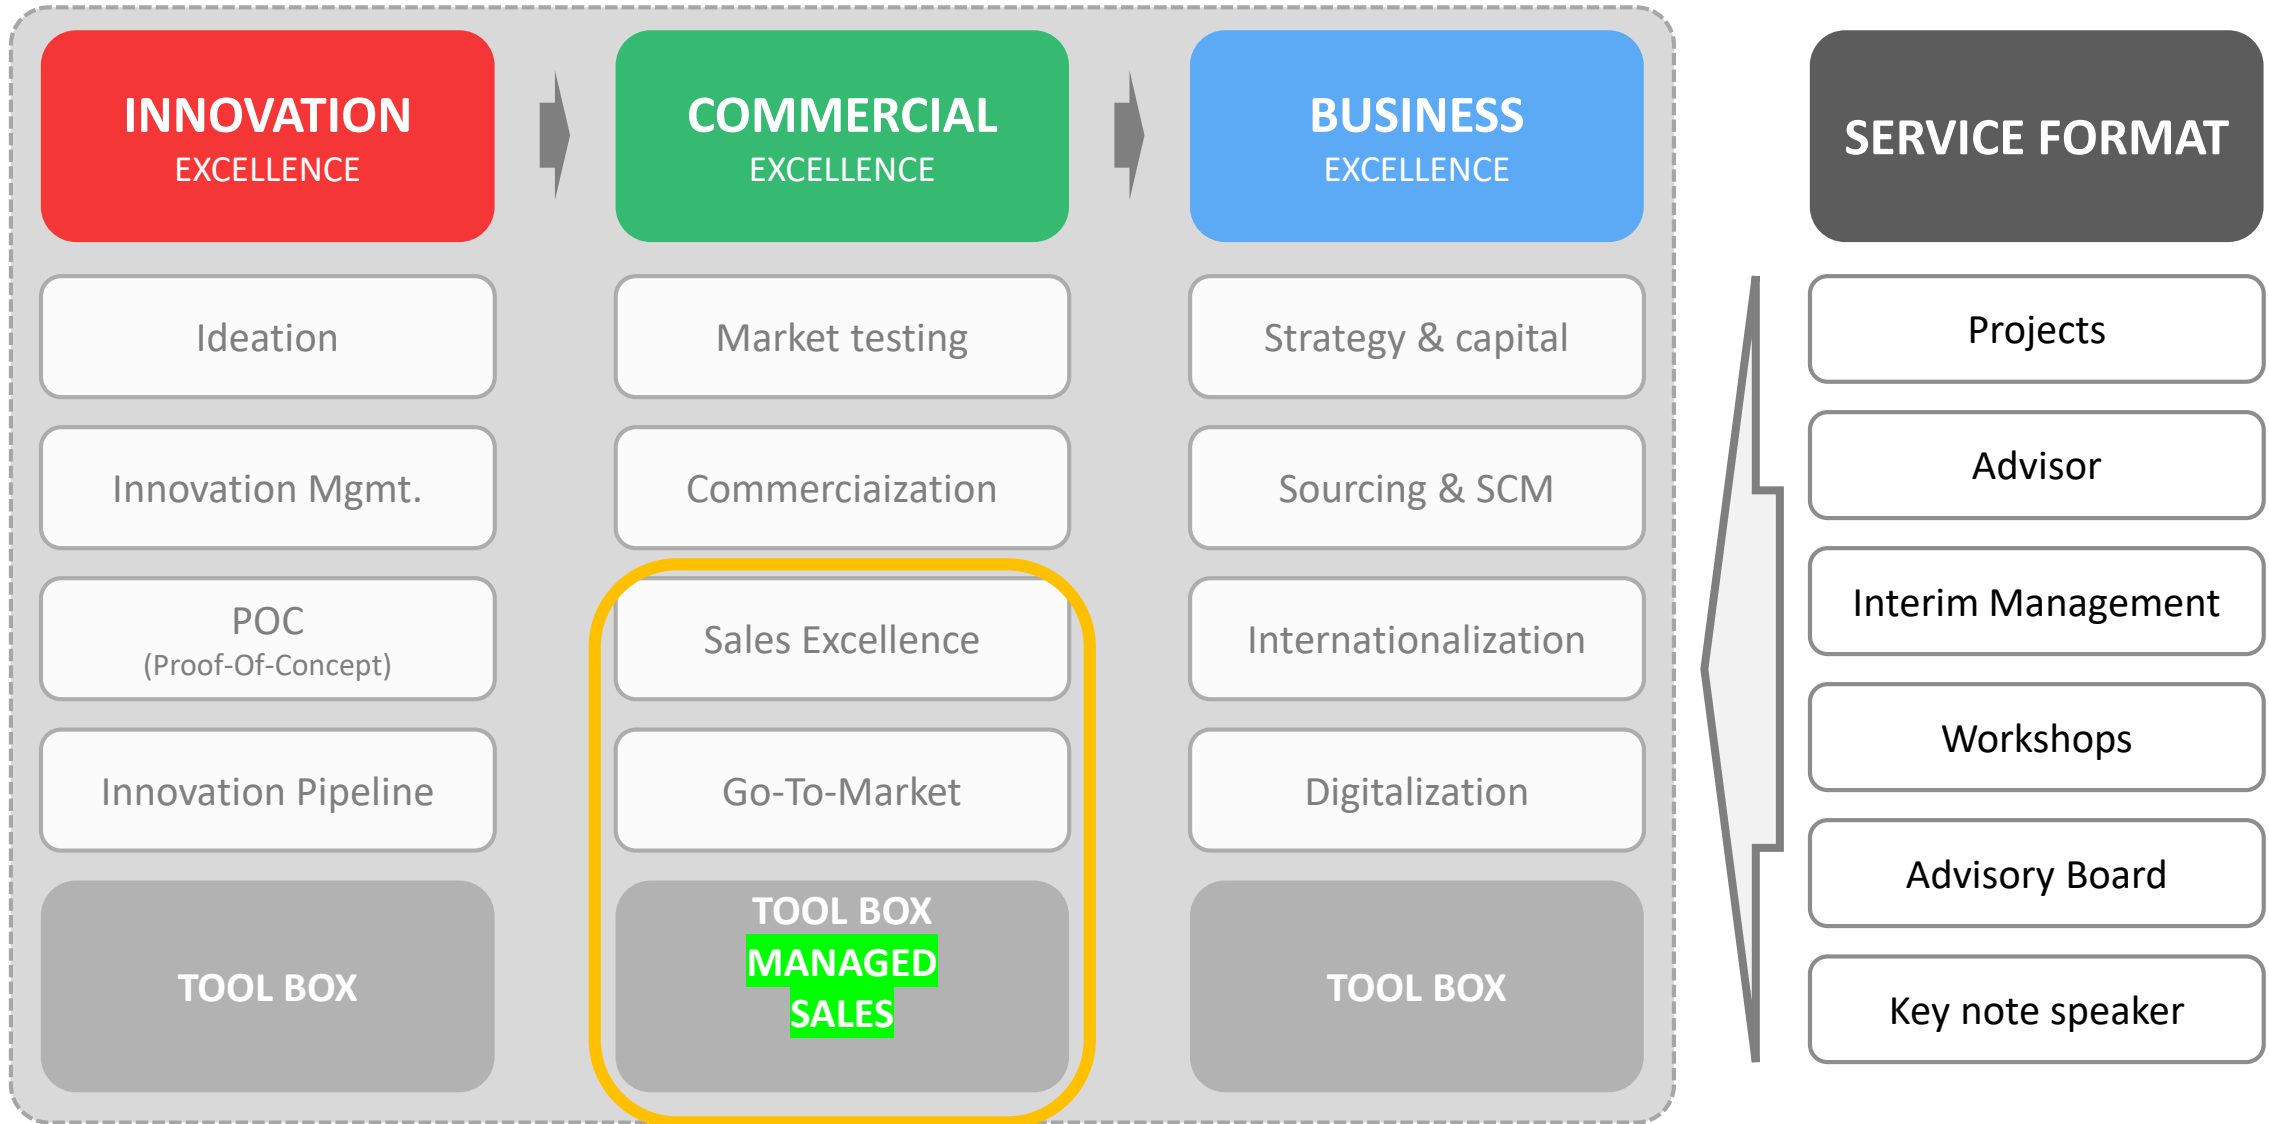 INNOVATION
EXCELLENCE
Ideation
Innovation Mgmt.
POC
(Proof-Of-Concept)
Innovation Pipeline
TOOL BOX
COMMERCIAL
EXCELLENCE
Market testing
Commerciaization
Sales Excellence
Go-To-Market
TOOL BOX
MANAGED
SALES
BUSINESS
EXCELLENCE
Strategy & capital
Sourcing & SCM
Internationalization
Digitalization
TOOL BOX
SERVICE FORMAT
Projects
Advisor
Interim Management
Workshops
Advisory Board
Key note speaker